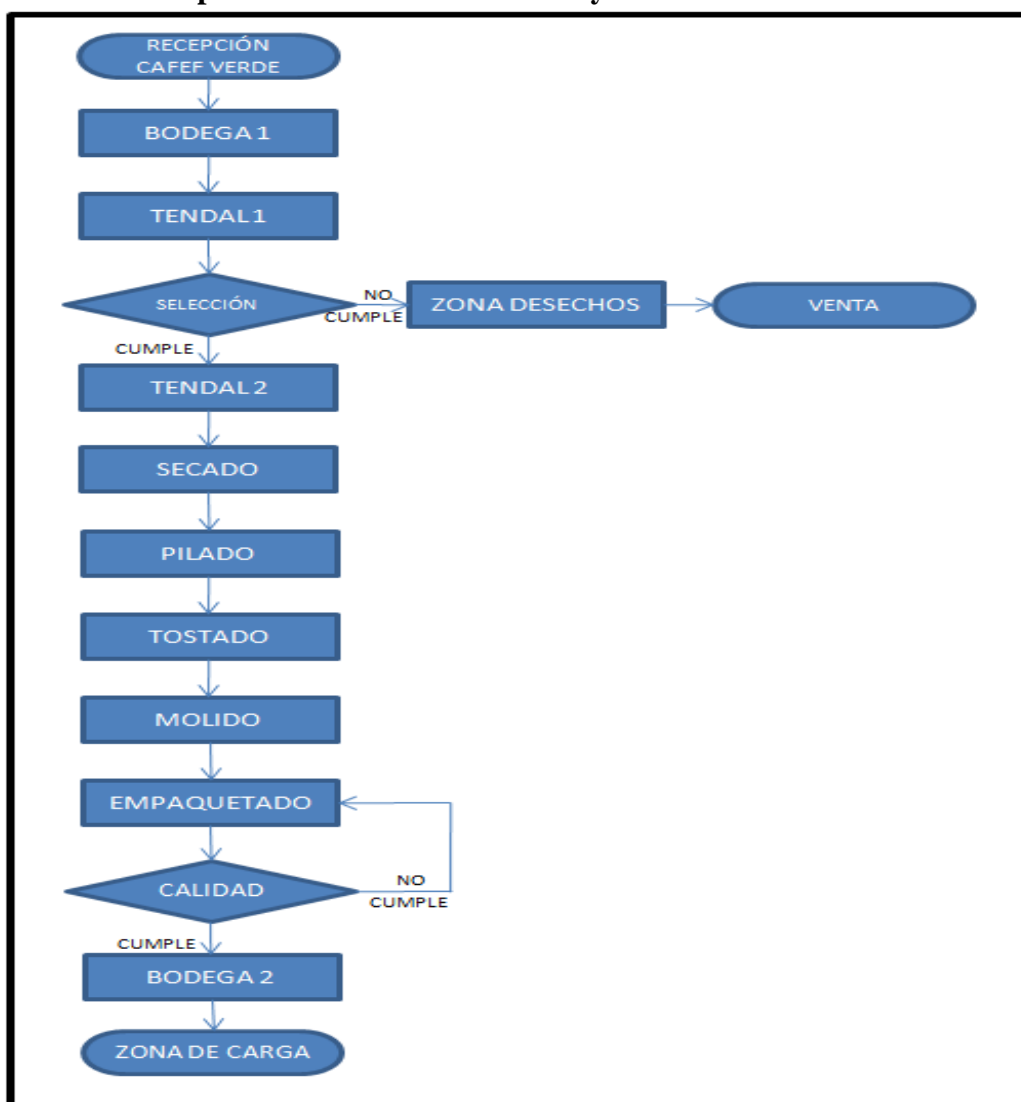 RECEPCIÓN
CAFEF VERDE
BODEGA 1
TENDAL 1
SELECCIÓN
NO
CUMPLE
ZONA DESECHOS
VENTA
CUMPLE
TENDAL 2
SECADO
PILADO
TOSTADO
MOLIDO
EMPAQUETADO
CALIDAD
NO
CUMPLE
CUMPLE
BODEGA 2
ZONA DE CARGA